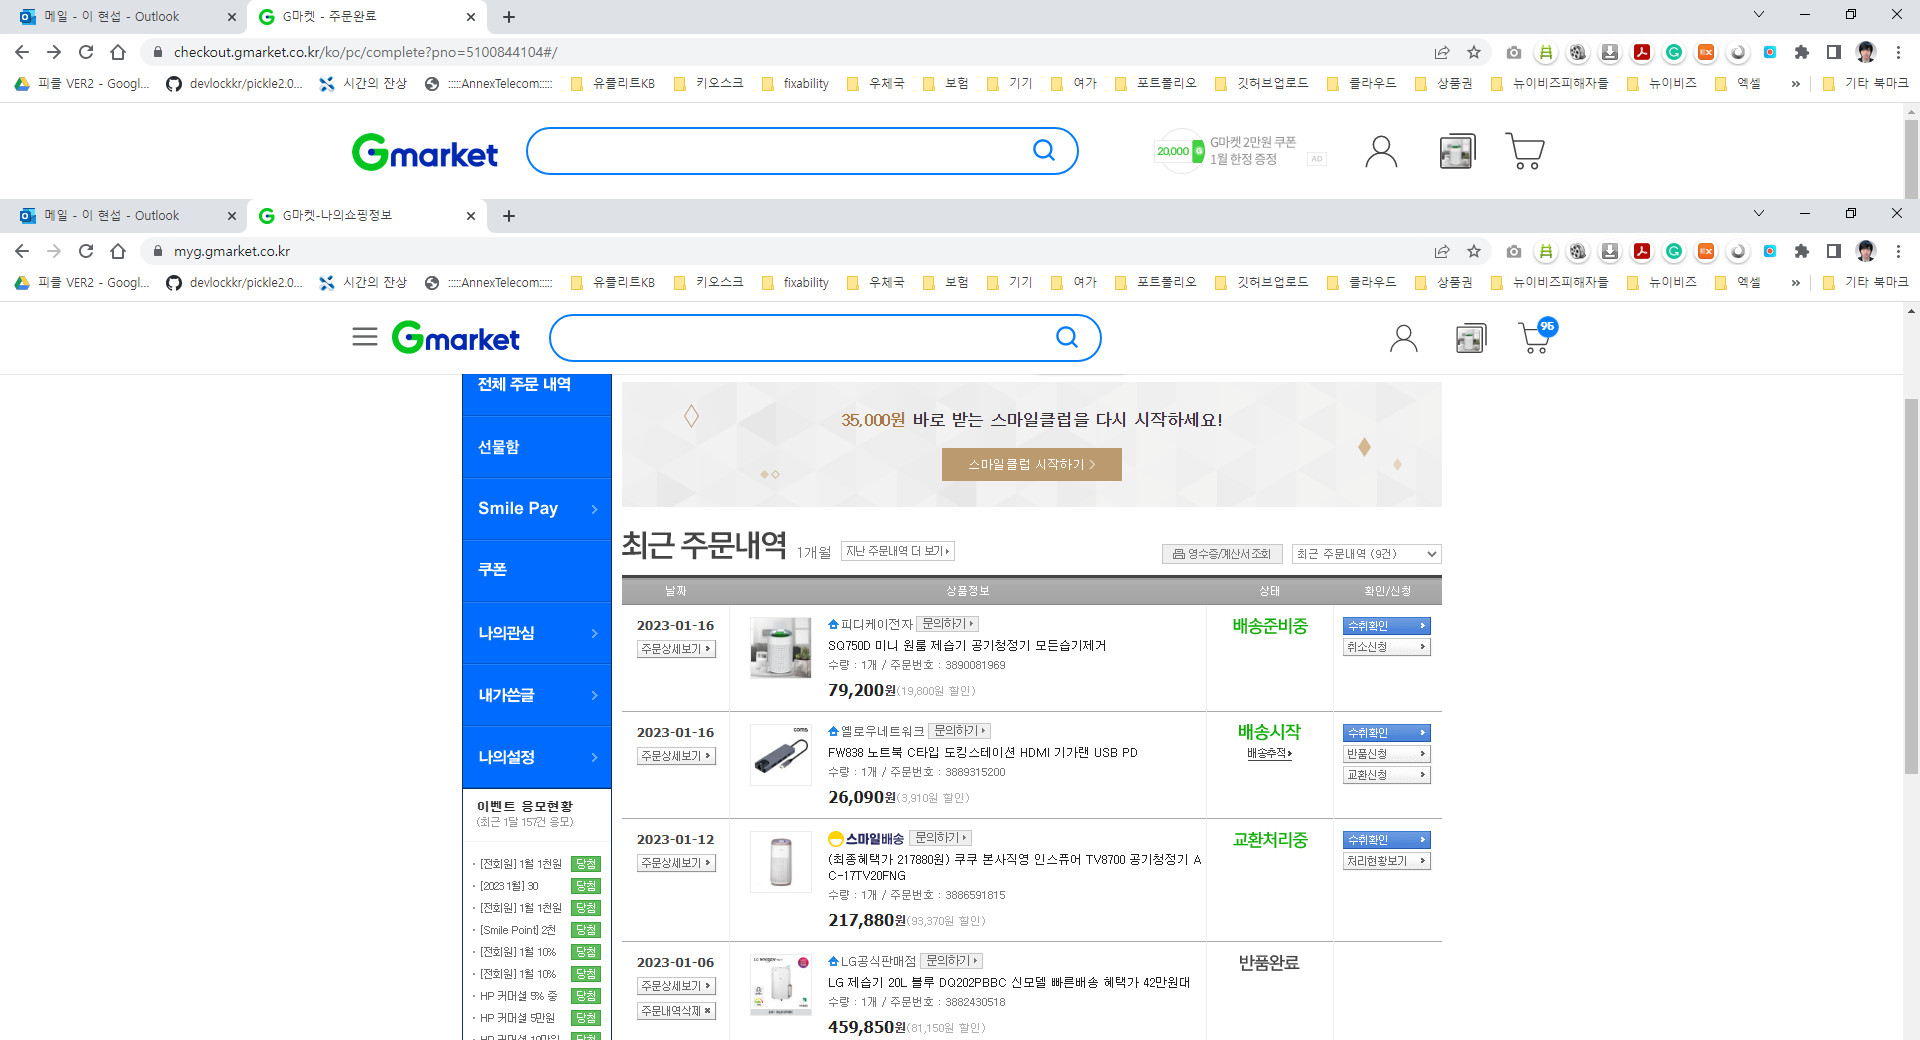 메일 - 이 현섭 - Outlook
G마켓 - 주문완료
checkout.gmarket.co.kr/ko/pc/complete?pno=5100844104#/
피클 VER2 - Googl...
devlockkr/pickle2.0...
시간의 잔상
:::::AnnexTelecom:::::
유플리트KB
키오스크
fixability
우체국
보험
기기
여가
포트폴리오
깃허브업로드
클라우드
상품권
뉴이비즈피해자들
뉴이비즈
엑셀
»
기타 북마크
Gmarket
20,000 G
G마켓 2만원 쿠폰
1월 한정 증정
AD
메일 - 이 현섭 - Outlook
G마켓-나의쇼핑정보
myg.gmarket.co.kr
피클 VER2 - Googl...
devlockkr/pickle2.0...
시간의 잔상
:::::AnnexTelecom:::::
유플리트KB
키오스크
fixability
우체국
보험
기기
여가
포트폴리오
깃허브업로드
클라우드
상품권
뉴이비즈피해자들
뉴이비즈
엑셀
»
기타 북마크
Gmarket
95
전체 주문 내역
선물함
Smile Pay
쿠폰
나의관심
내가쓴글
나의설정
이벤트 응모현황
(최근 1달 157건 응모)
· [전회원] 1월 1천원 당첨
· [2023 1월] 30 당첨
· [전회원] 1월 1천원 당첨
· [Smile Point] 2천 당첨
· [전회원] 1월 10% 당첨
· [전회원] 1월 10% 당첨
· HP 커머셜 5% 중 당첨
· HP 커머셜 5만원 당첨
· HP 커머셜 10만원 당첨
35,000원 바로 받는 스마일클럽을 다시 시작하세요!
스마일클럽 시작하기 >
최근 주문내역 1개월 지난 주문내역 더 보기
영수증/계산서조회
최근 주문내역 (9건)
날짜 상품정보 상태 확인/신청
2023-01-16
주문상세보기
피디케이전자 문의하기
SQ750D 미니 원룸 제습기 공기청정기 모든습기제거
수량 : 1개 / 주문번호 : 3890081969
79,200원(19,800원 할인)
배송준비중
수취확인
취소신청
2023-01-16
주문상세보기
coms
옐로우네트워크 문의하기
FW838 노트북 C타입 도킹스테이션 HDMI 기가랜 USB PD
수량 : 1개 / 주문번호 : 3889315200
26,090원(3,910원 할인)
배송시작
배송추적
수취확인
반품신청
교환신청
2023-01-12
주문상세보기
스마일배송 문의하기
(최종혜택가 217880원) 쿠쿠 본사직영 인스퓨어 TV8700 공기청정기 A
C-17TV20FNG
수량 : 1개 / 주문번호 : 3886591815
217,880원(93,370원 할인)
교환처리중
수취확인
처리현황보기
2023-01-06
주문상세보기
주문내역삭제
LG공식판매점 문의하기
LG 제습기 20L 블루 DQ202PBBC 신모델 빠른배송 혜택가 42만원대
수량 : 1개 / 주문번호 : 3882430518
459,850원(81,150원 할인)
반품완료